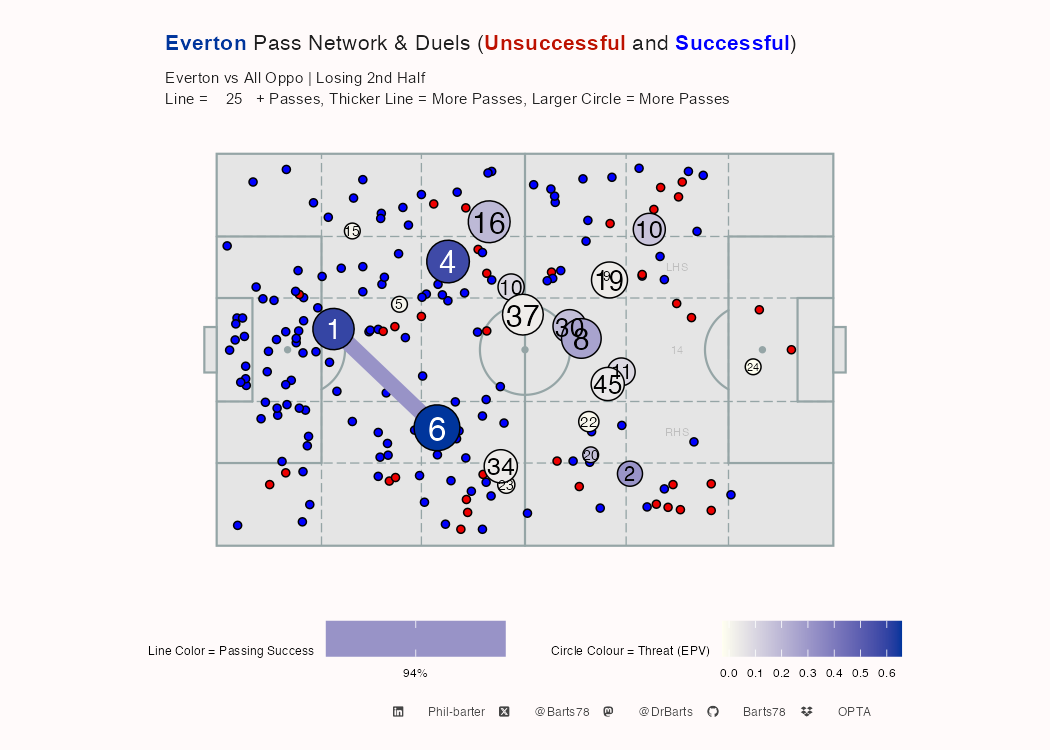 Everton Pass Network & Duels (Unsuccessful and Successful)
Everton vs All Oppo | Losing 2nd Half
Line = 25 + Passes, Thicker Line = More Passes, Larger Circle = More Passes
15
16
10
4
LHS
19
10
5
37
1
30
8
14
24
11
45
22
6
RHS
20
34
2
23
Line Color = Passing Success
94%
Circle Colour = Threat (EPV)
0.0 0.1 0.2 0.3 0.4 0.5 0.6
Phil-barter @Barts78 @DrBarts Barts78 OPTA